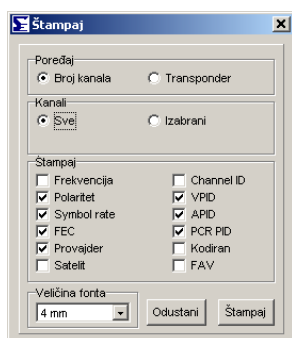 Štampaj
Poređaj
Broj kanala Transponder
Kanali
Sve Izabrani
Štampaj
Frekvencija Channel ID
Polaritet VPID
Symbol rate APID
FEC PCR PID
Provajder Kodiran
Satelit FAV
Veličina fonta
4 mm Odustani Štampaj